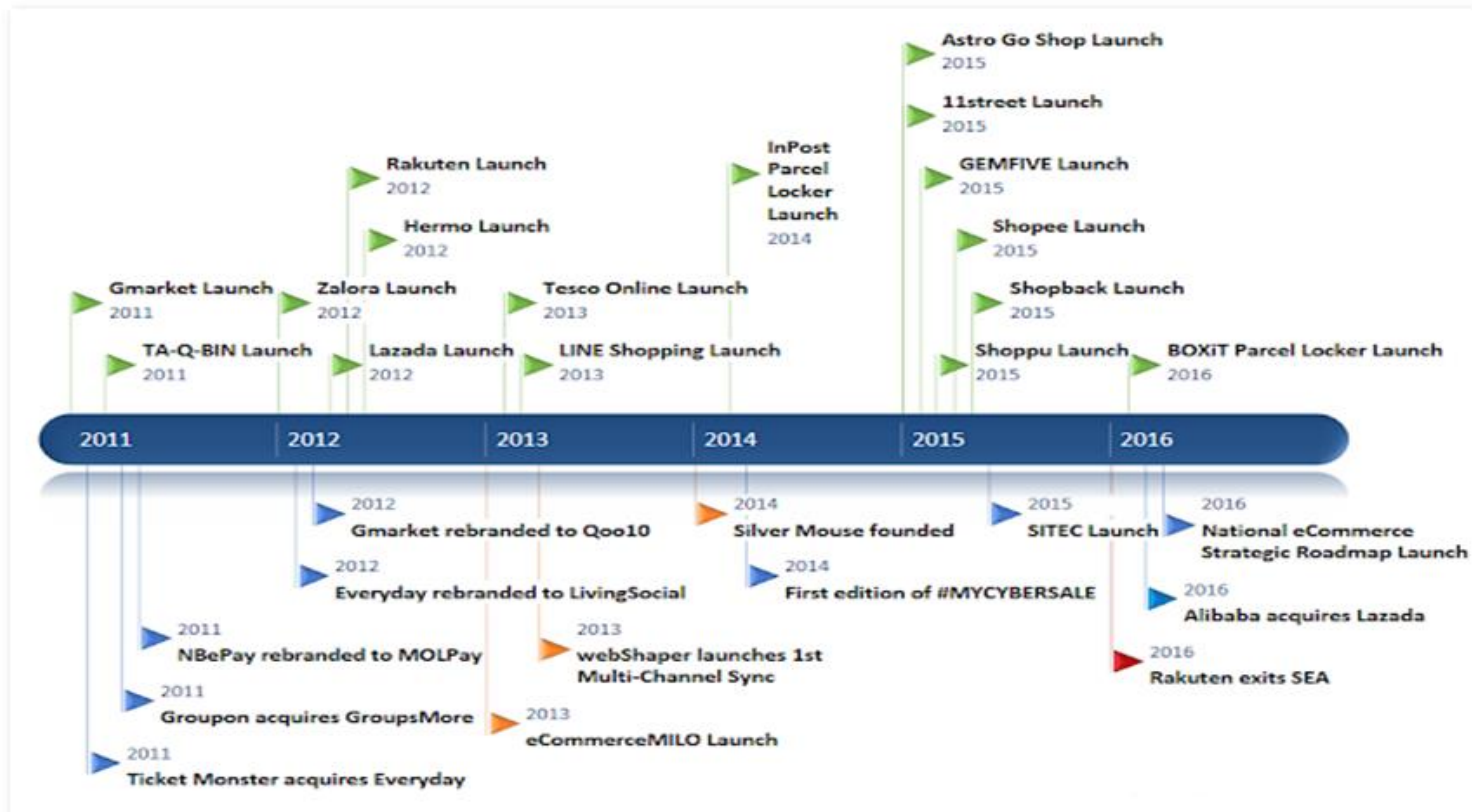 Astro Go Shop Launch
2015
11street Launch
2015
InPost
Parcel
Locker
Launch
2014
Rakuten Launch
2012
GEMFIVE Launch
2015
Hermo Launch
2012
Shopee Launch
2015
Gmarket Launch
2011
Zalora Launch
2012
Tesco Online Launch
2013
Shopback Launch
2015
TA-Q-BIN Launch
2011
Lazada Launch
2012
LINE Shopping Launch
2013
Shoppu Launch
2015
BOXiT Parcel Locker Launch
2016
2011 2012 2013 2014 2015 2016
2012
Gmarket rebranded to Qoo10
2014
Silver Mouse founded
2015
SITEC Launch
2016
National eCommerce
Strategic Roadmap Launch
2012
Everyday rebranded to LivingSocial
2014
First edition of #MYCYBERSALE
2016
Alibaba acquires Lazada
2011
NBePay rebranded to MOLPay
2013
webShaper launches 1st
Multi-Channel Sync
2016
Rakuten exits SEA
2011
Groupon acquires GroupsMore
2013
eCommerceMILO Launch
2011
Ticket Monster acquires Everyday